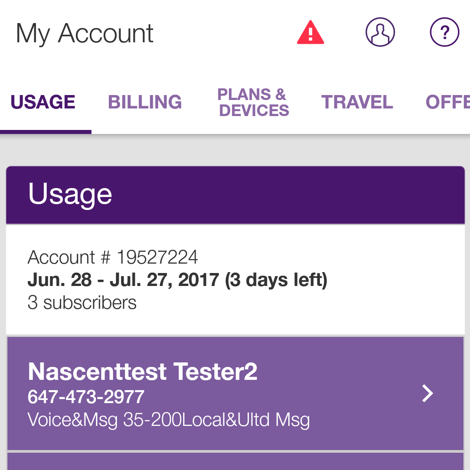 My Account
?
USAGE BILLING PLANS & DEVICES TRAVEL OFFE
Usage
Account # 19527224
Jun. 28 - Jul. 27, 2017 (3 days left)
3 subscribers
Nascenttest Tester2
647-473-2977
Voice&Msg 35-200Local&Ultd Msg